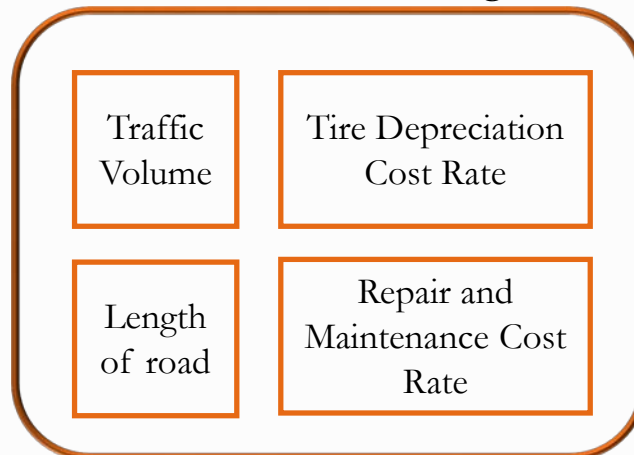 Traffic
Volume
Tire Depreciation
Cost Rate
Length
of road
Repair and
Maintenance Cost
Rate